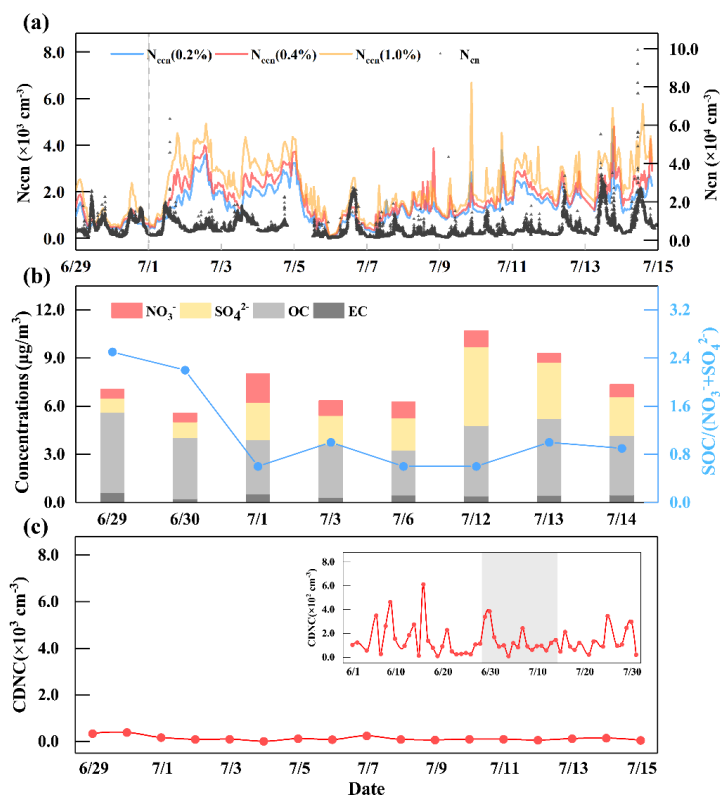 (a)
N_ccn(0.2%) N_ccn(0.4%) N_ccn(1.0%) N_cn
Nccn (×10³ cm⁻³)
8.0
6.0
4.0
2.0
0.0
Ncn (×10⁴ cm⁻³)
10.0
8.0
6.0
4.0
2.0
0.0
6/29 7/1 7/3 7/5 7/7 7/9 7/11 7/13 7/15
(b)
NO₃⁻ SO₄²⁻ OC EC
Concentrations (μg/m³)
12.0
9.0
6.0
3.0
0.0
SOC/(NO₃⁻+SO₄²⁻)
3.2
2.4
1.6
0.8
0.0
6/29 6/30 7/1 7/3 7/6 7/12 7/13 7/14
(c)
CDNC (×10³ cm⁻³)
8.0
6.0
4.0
2.0
0.0
CDNC(×10² cm⁻³)
8.0
6.0
4.0
2.0
0.0
6/1 6/10 6/20 6/30 7/10 7/20 7/30
6/29 7/1 7/3 7/5 7/7 7/9 7/11 7/13 7/15
Date